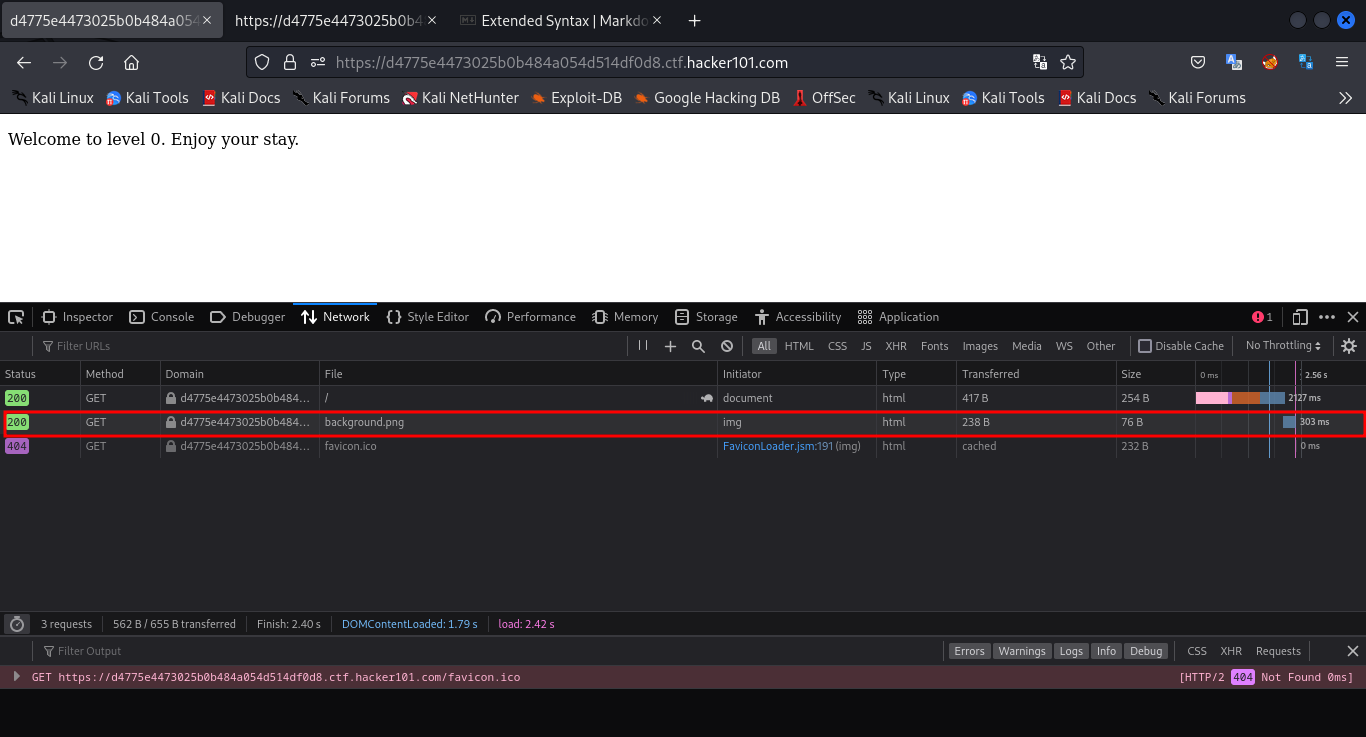 d4775e4473025b0b484a054 https://d4775e4473025b0b4 Extended Syntax | Markdo
https://d4775e4473025b0b484a054d514df0d8.ctf.hacker101.com
Kali Linux Kali Tools Kali Docs Kali Forums Kali NetHunter Exploit-DB Google Hacking DB OffSec Kali Linux Kali Tools Kali Docs Kali Forums
Welcome to level 0. Enjoy your stay.
Inspector Console Debugger Network Style Editor Performance Memory Storage Accessibility Application 1
Filter URLs All HTML CSS JS XHR Fonts Images Media WS Other Disable Cache No Throttling
Status Method Domain File Initiator Type Transferred Size 0 ms 2.56 s
200 GET d4775e4473025b0b484... / document html 417 B 254 B 2127 ms
200 GET d4775e4473025b0b484... background.png img html 238 B 76 B 303 ms
404 GET d4775e4473025b0b484... favicon.ico FaviconLoader.jsm:191 (img) html cached 232 B 0 ms
3 requests 562 B / 655 B transferred Finish: 2.40 s DOMContentLoaded: 1.79 s load: 2.42 s
Filter Output Errors Warnings Logs Info Debug CSS XHR Requests
GET https://d4775e4473025b0b484a054d514df0d8.ctf.hacker101.com/favicon.ico [HTTP/2 404 Not Found 0ms]